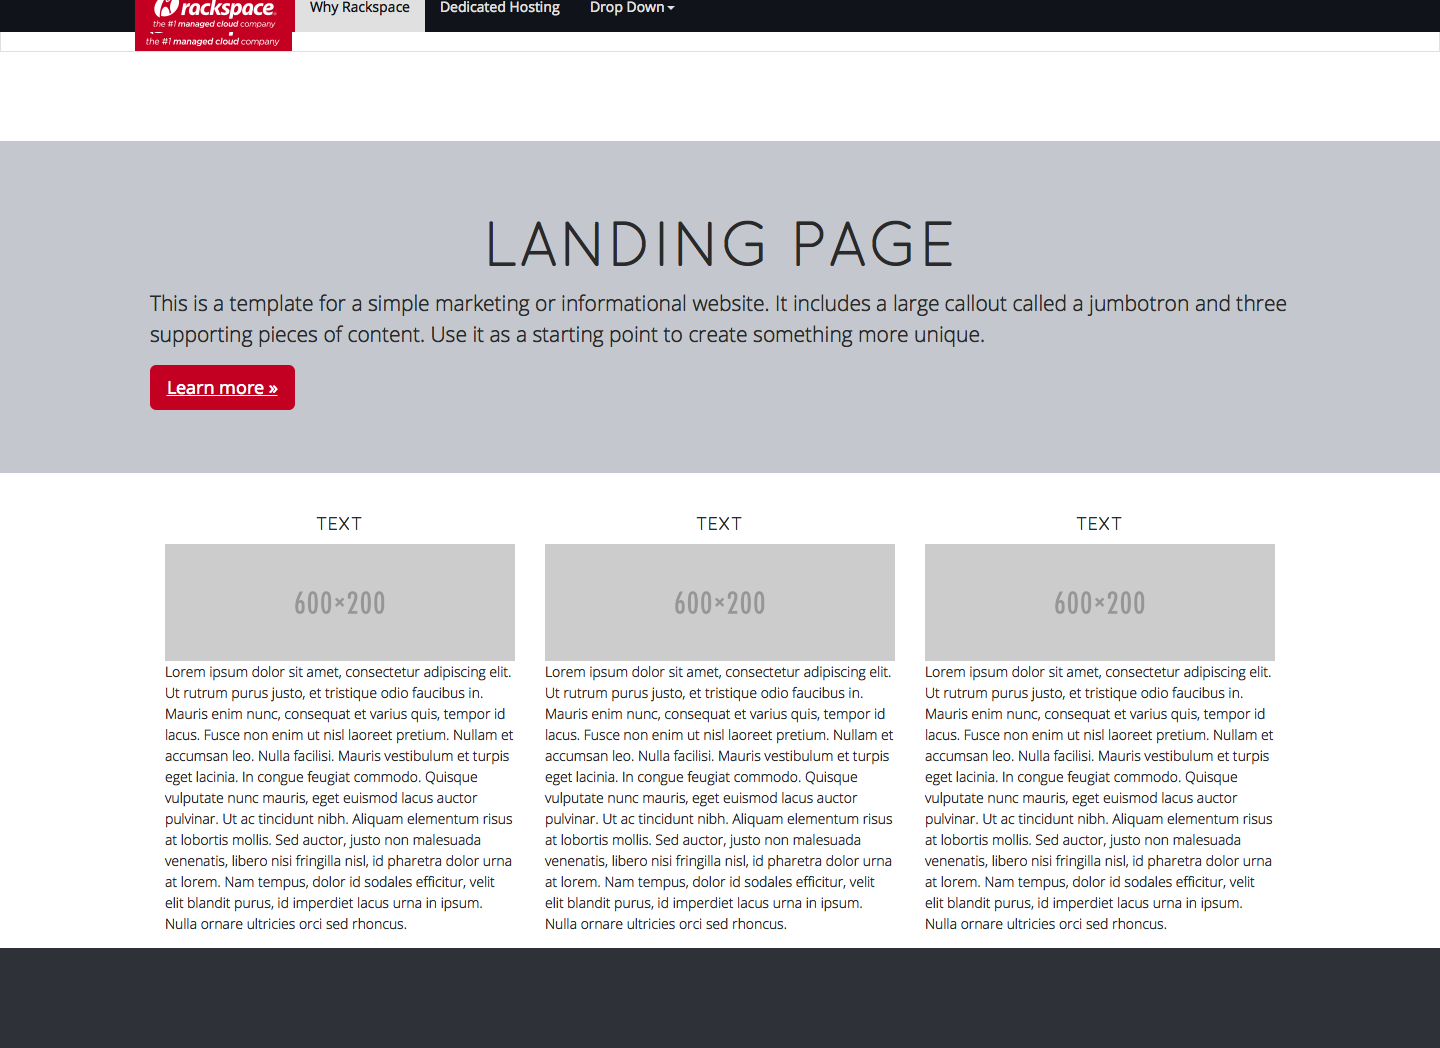 rackspace®
Why Rackspace
Dedicated Hosting
Drop Down
the #1 managed cloud company
the #1 managed cloud company
LANDING PAGE
This is a template for a simple marketing or informational website. It includes a large callout called a jumbotron and three
supporting pieces of content. Use it as a starting point to create something more unique.
Learn more »
TEXT
600×200
Lorem ipsum dolor sit amet, consectetur adipiscing elit.
Ut rutrum purus justo, et tristique odio faucibus in.
Mauris enim nunc, consequat et varius quis, tempor id
lacus. Fusce non enim ut nisl laoreet pretium. Nullam et
accumsan leo. Nulla facilisi. Mauris vestibulum et turpis
eget lacinia. In congue feugiat commodo. Quisque
vulputate nunc mauris, eget euismod lacus auctor
pulvinar. Ut ac tincidunt nibh. Aliquam elementum risus
at lobortis mollis. Sed auctor, justo non malesuada
venenatis, libero nisi fringilla nisl, id pharetra dolor urna
at lorem. Nam tempus, dolor id sodales efficitur, velit
elit blandit purus, id imperdiet lacus urna in ipsum.
Nulla ornare ultricies orci sed rhoncus.
TEXT
600×200
Lorem ipsum dolor sit amet, consectetur adipiscing elit.
Ut rutrum purus justo, et tristique odio faucibus in.
Mauris enim nunc, consequat et varius quis, tempor id
lacus. Fusce non enim ut nisl laoreet pretium. Nullam et
accumsan leo. Nulla facilisi. Mauris vestibulum et turpis
eget lacinia. In congue feugiat commodo. Quisque
vulputate nunc mauris, eget euismod lacus auctor
pulvinar. Ut ac tincidunt nibh. Aliquam elementum risus
at lobortis mollis. Sed auctor, justo non malesuada
venenatis, libero nisi fringilla nisl, id pharetra dolor urna
at lorem. Nam tempus, dolor id sodales efficitur, velit
elit blandit purus, id imperdiet lacus urna in ipsum.
Nulla ornare ultricies orci sed rhoncus.
TEXT
600×200
Lorem ipsum dolor sit amet, consectetur adipiscing elit.
Ut rutrum purus justo, et tristique odio faucibus in.
Mauris enim nunc, consequat et varius quis, tempor id
lacus. Fusce non enim ut nisl laoreet pretium. Nullam et
accumsan leo. Nulla facilisi. Mauris vestibulum et turpis
eget lacinia. In congue feugiat commodo. Quisque
vulputate nunc mauris, eget euismod lacus auctor
pulvinar. Ut ac tincidunt nibh. Aliquam elementum risus
at lobortis mollis. Sed auctor, justo non malesuada
venenatis, libero nisi fringilla nisl, id pharetra dolor urna
at lorem. Nam tempus, dolor id sodales efficitur, velit
elit blandit purus, id imperdiet lacus urna in ipsum.
Nulla ornare ultricies orci sed rhoncus.